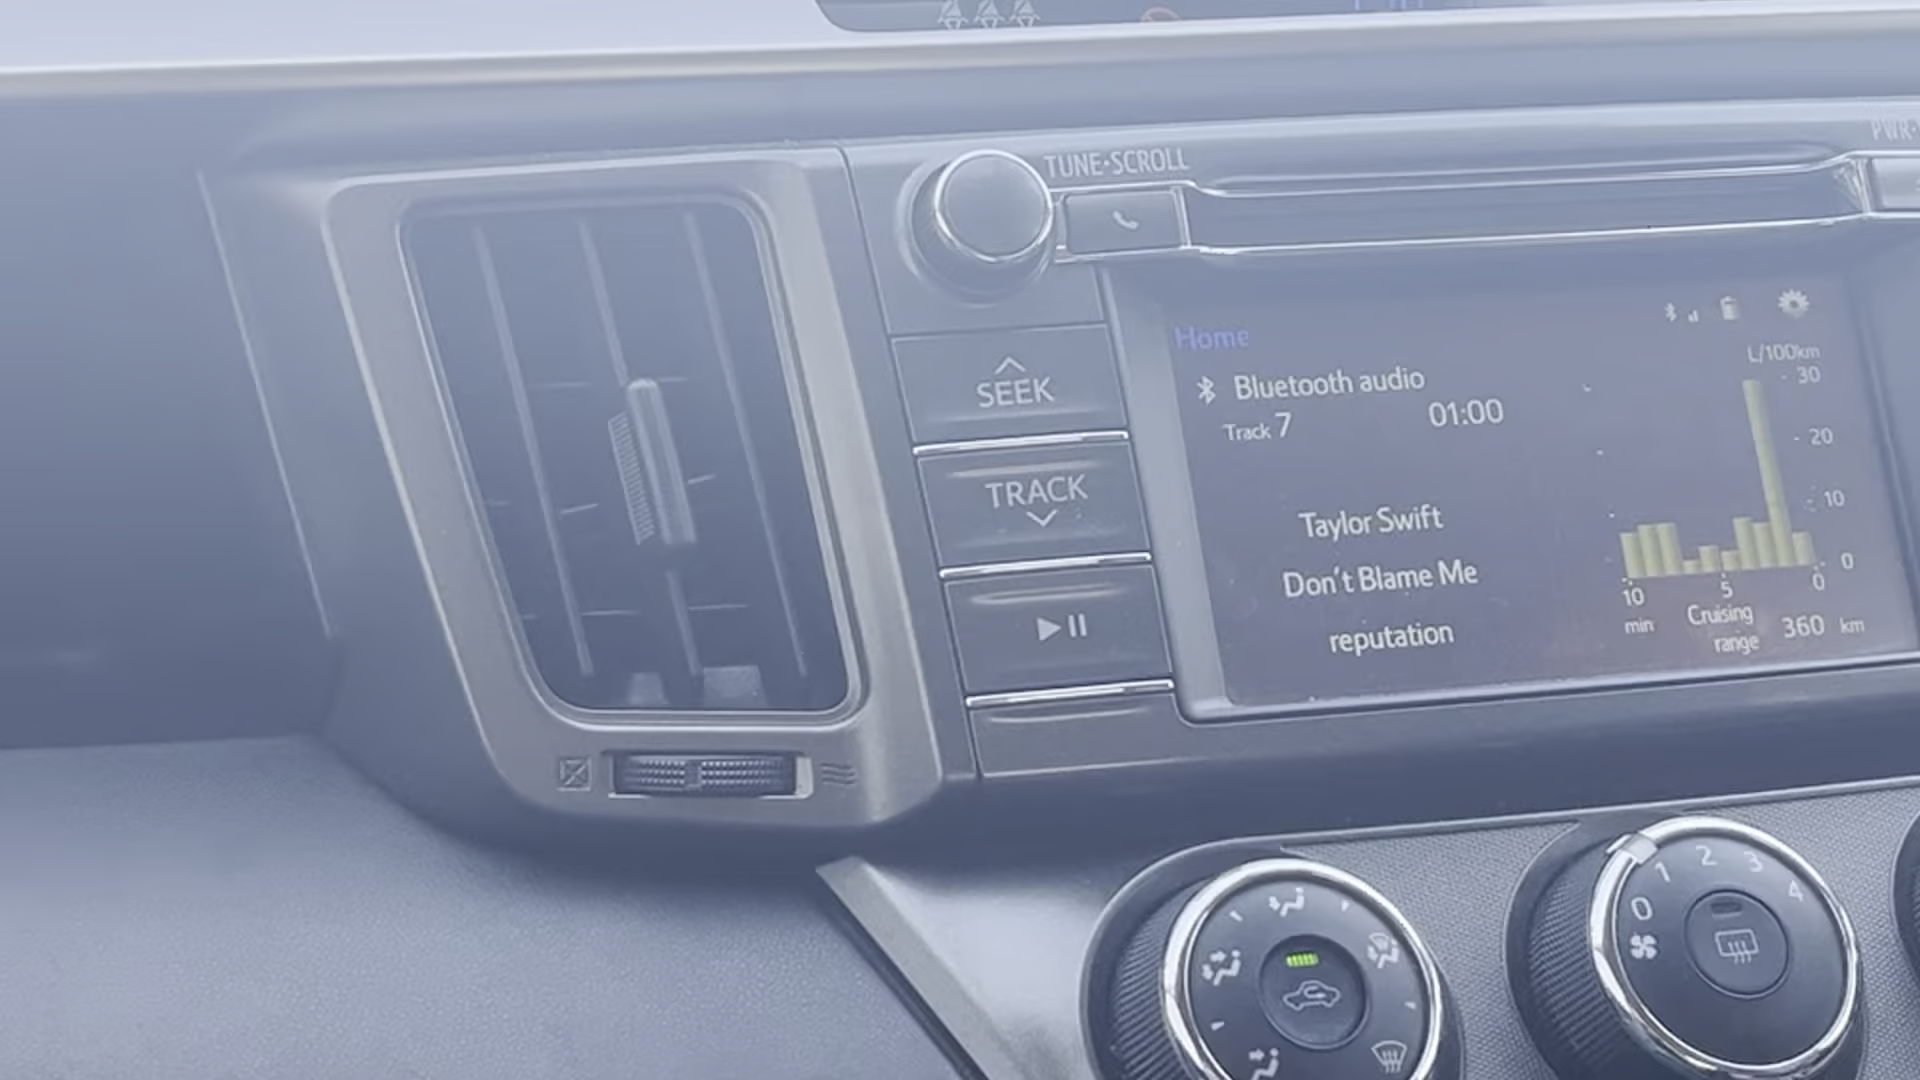 TUNE•SCROLL
PWR•
SEEK
TRACK
Home
Bluetooth audio
Track 7 01:00
Taylor Swift
Don't Blame Me
reputation
L/100km
30
20
10
0
10 5 0
min
Cruising
range 360 km
0 1 2 3 4